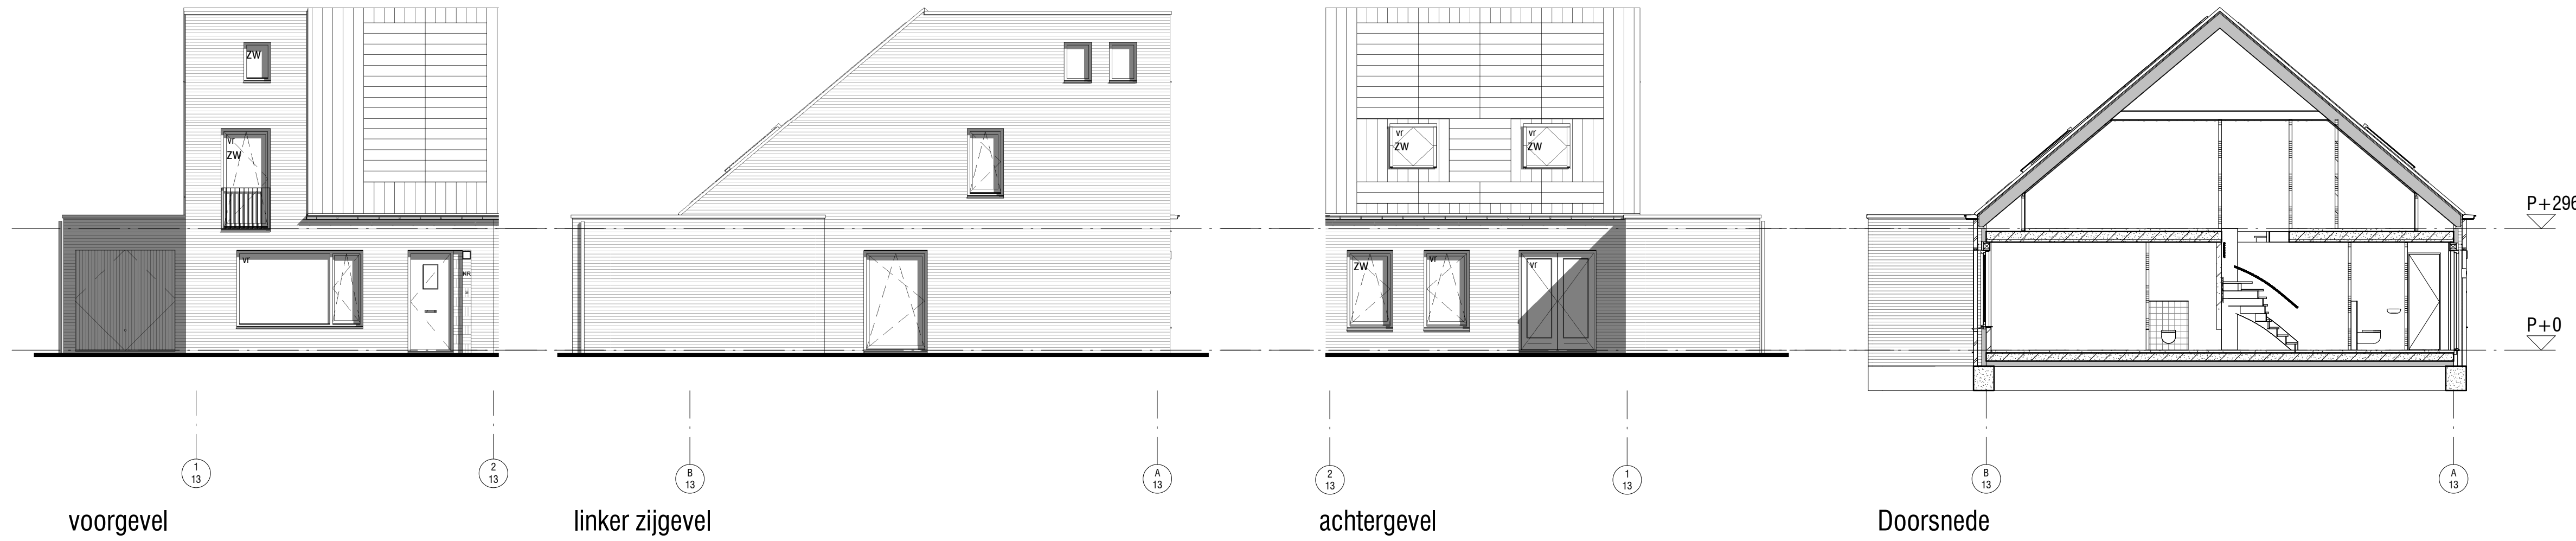 ZW
vr
ZW
vr
NR
1
13
2
13
voorgevel
B
13
A
13
linker zijgevel
vr
ZW
vr
ZW
ZW
vr
vr
2
13
1
13
achtergevel
P+296
P+0
B
13
A
13
Doorsnede